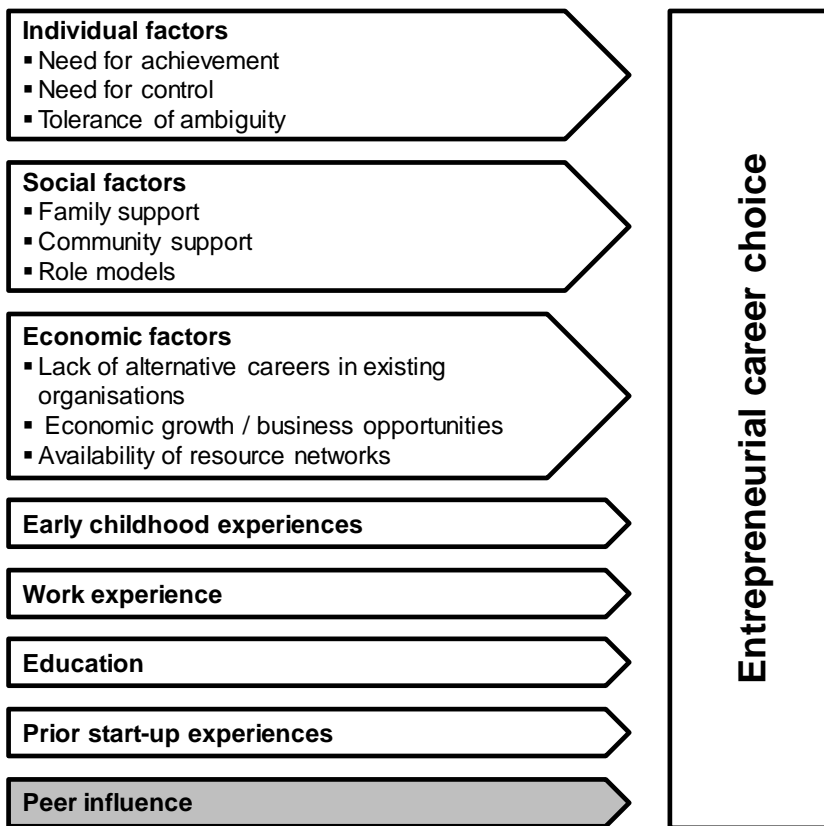 Individual factors
▪ Need for achievement
▪ Need for control
▪ Tolerance of ambiguity
Social factors
▪ Family support
▪ Community support
▪ Role models
Economic factors
▪ Lack of alternative careers in existing
organisations
▪ Economic growth / business opportunities
▪ Availability of resource networks
Early childhood experiences
Work experience
Education
Prior start-up experiences
Peer influence
Entrepreneurial career choice